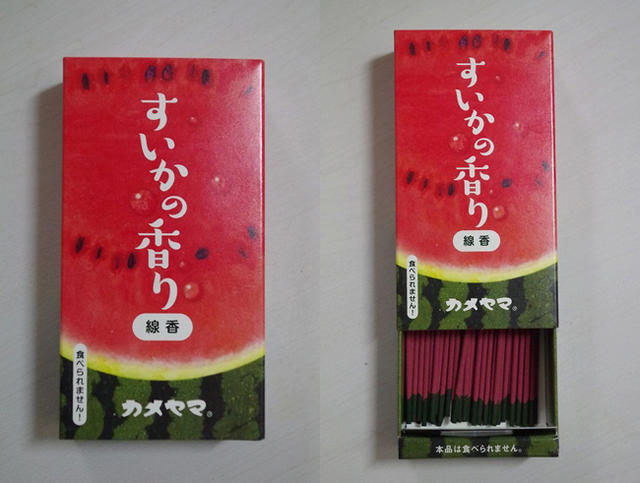 すいかの香り
線香
食べられません!
カメヤマ®
すいかの香り
線香
食べられません!
カメヤマ®
本品は食べられません。